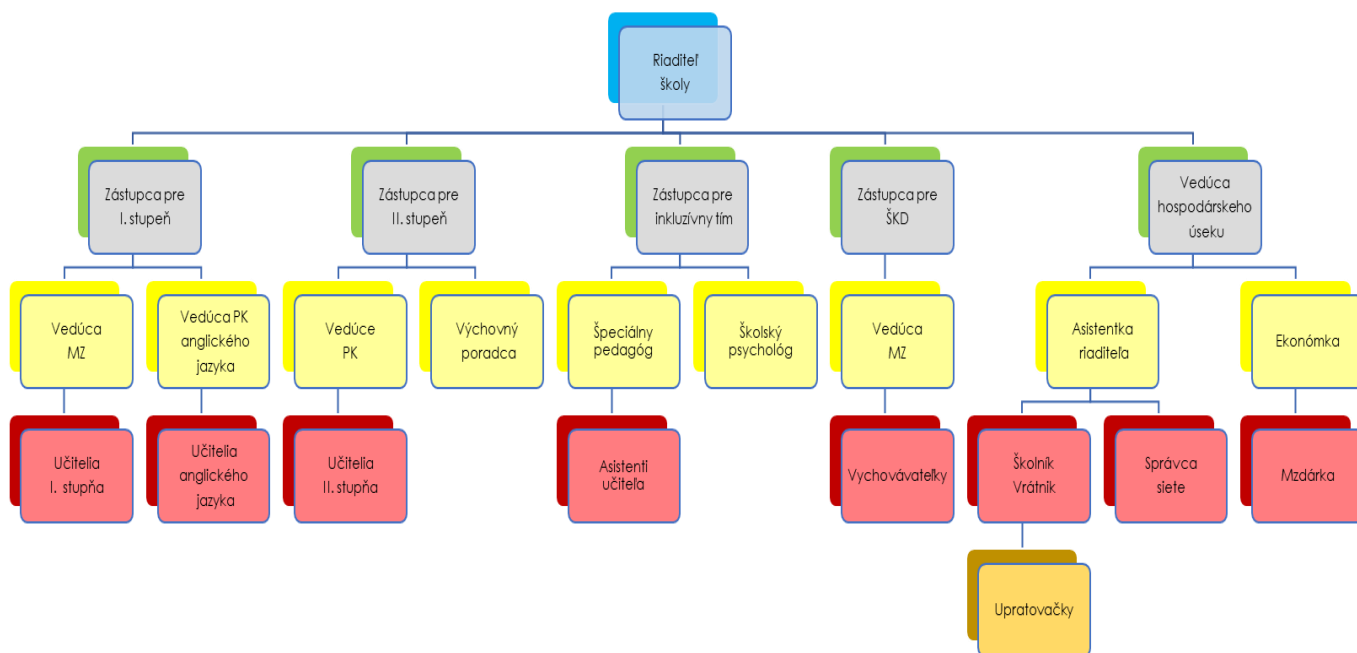 Riaditeľ
školy
Zástupca pre
I. stupeň
Zástupca pre
II. stupeň
Zástupca pre
inkluzívny tím
Zástupca pre
ŠKD
Vedúca
hospodárskeho
úseku
Vedúca
MZ
Vedúca PK
anglického
jazyka
Vedúce
PK
Výchovný
poradca
Špeciálny
pedagóg
Školský
psychológ
Vedúca
MZ
Asistentka
riaditeľa
Ekonómka
Učitelia
I. stupňa
Učitelia
anglického
jazyka
Učitelia
II. stupňa
Asistenti
učiteľa
Vychovávateľky
Školník
Vrátnik
Správca
siete
Mzdárka
Upratovačky